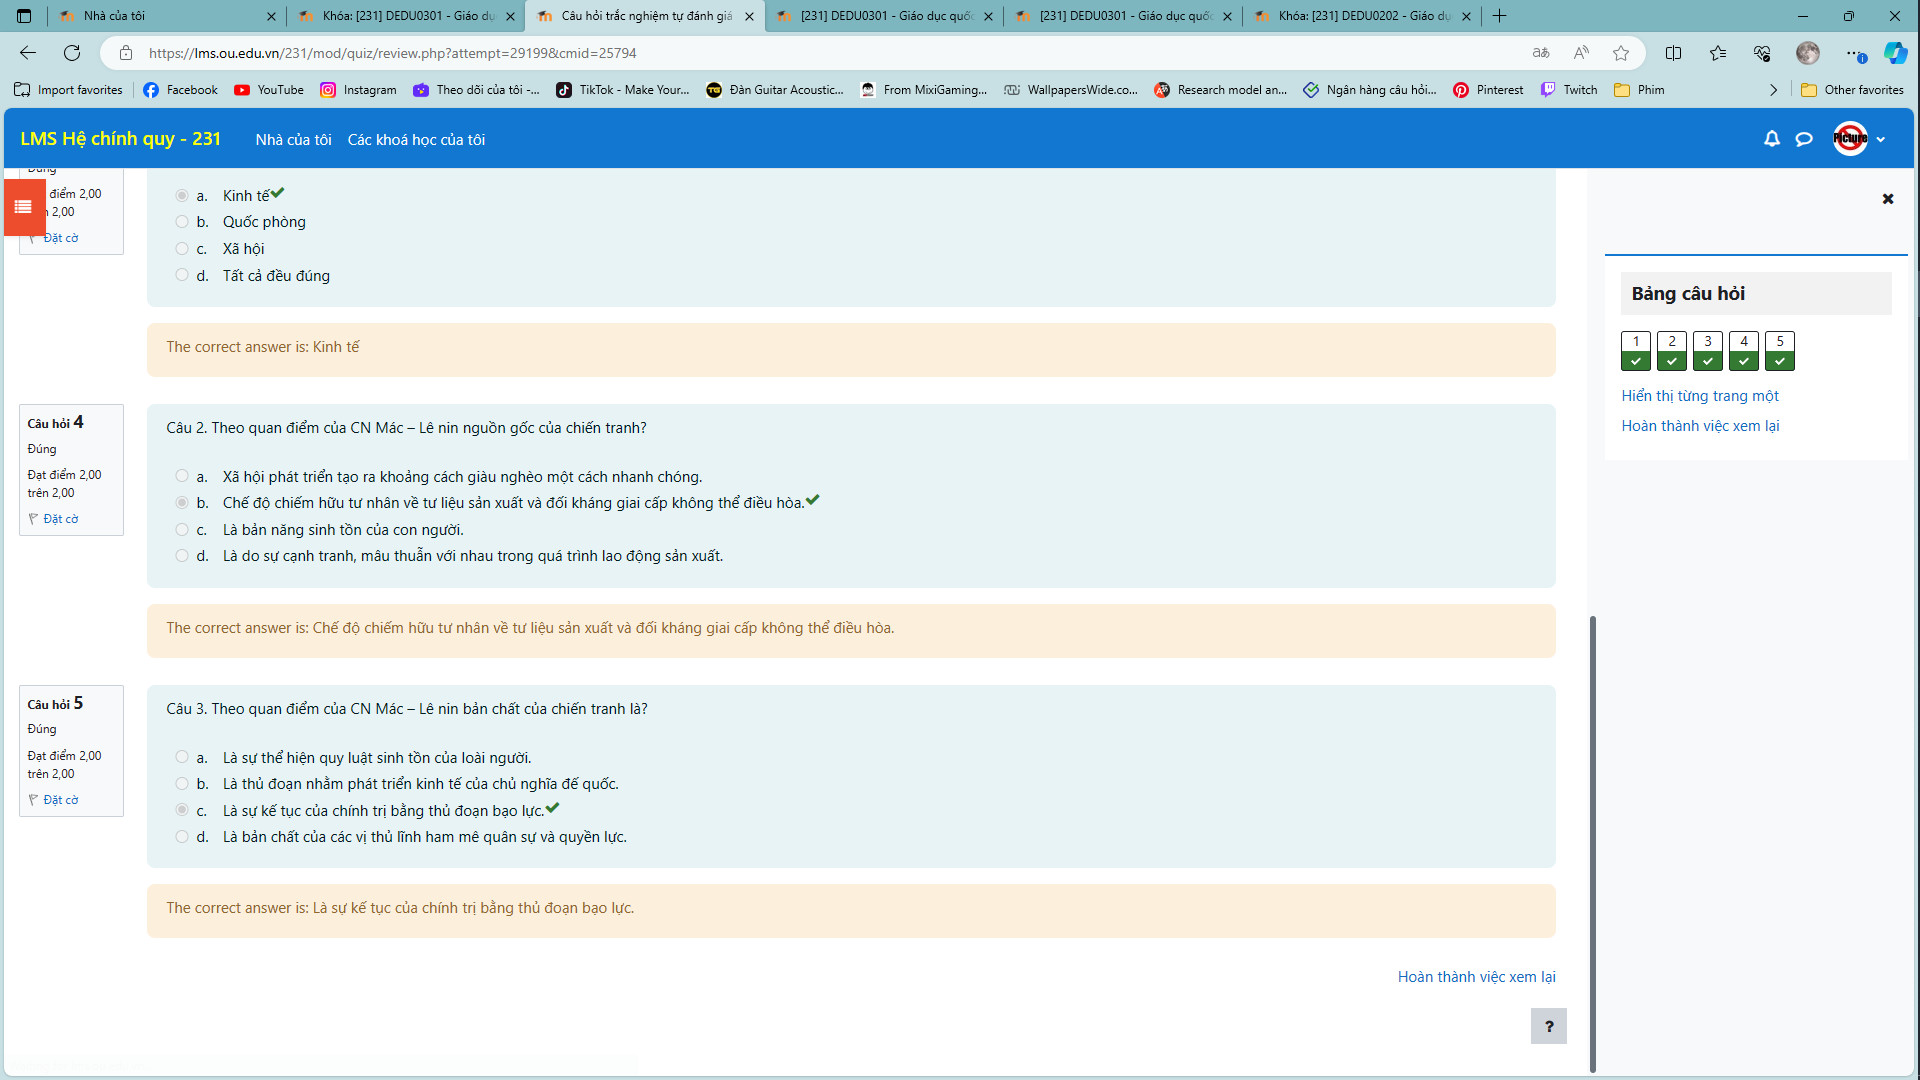 Nhà của tôi
Khóa: [231] DEDU0301 - Giáo dụ
Câu hỏi trắc nghiệm tự đánh giá
[231] DEDU0301 - Giáo dục quốc
[231] DEDU0301 - Giáo dục quốc
Khóa: [231] DEDU0202 - Giáo dụ
https://lms.ou.edu.vn/231/mod/quiz/review.php?attempt=29199&cmid=25794
Import favorites
Facebook
YouTube
Instagram
Theo dõi của tôi -...
TikTok - Make Your...
Đàn Guitar Acoustic...
From MixiGaming...
WallpapersWide.co...
Research model an...
Ngân hàng câu hỏi...
Pinterest
Twitch
Phim
Other favorites
LMS Hệ chính quy - 231
Nhà của tôi
Các khoá học của tôi
Picture
Đúng
điểm 2,00
2,00
Đặt cờ
a. Kinh tế
b. Quốc phòng
c. Xã hội
d. Tất cả đều đúng
The correct answer is: Kinh tế
Câu hỏi 4
Đúng
Đạt điểm 2,00
trên 2,00
Đặt cờ
Câu 2. Theo quan điểm của CN Mác – Lê nin nguồn gốc của chiến tranh?
a. Xã hội phát triển tạo ra khoảng cách giàu nghèo một cách nhanh chóng.
b. Chế độ chiếm hữu tư nhân về tư liệu sản xuất và đối kháng giai cấp không thể điều hòa.
c. Là bản năng sinh tồn của con người.
d. Là do sự cạnh tranh, mâu thuẫn với nhau trong quá trình lao động sản xuất.
The correct answer is: Chế độ chiếm hữu tư nhân về tư liệu sản xuất và đối kháng giai cấp không thể điều hòa.
Câu hỏi 5
Đúng
Đạt điểm 2,00
trên 2,00
Đặt cờ
Câu 3. Theo quan điểm của CN Mác – Lê nin bản chất của chiến tranh là?
a. Là sự thể hiện quy luật sinh tồn của loài người.
b. Là thủ đoạn nhằm phát triển kinh tế của chủ nghĩa đế quốc.
c. Là sự kế tục của chính trị bằng thủ đoạn bạo lực.
d. Là bản chất của các vị thủ lĩnh ham mê quân sự và quyền lực.
The correct answer is: Là sự kế tục của chính trị bằng thủ đoạn bạo lực.
Hoàn thành việc xem lại
?
Bảng câu hỏi
1 2 3 4 5
Hiển thị từng trang một
Hoàn thành việc xem lại